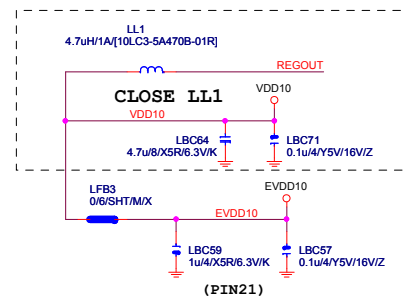 LL1
4.7uH/1A/[10LC3-5A470B-01R]
REGOUT
CLOSE LL1
VDD10
VDD10
LBC64
4.7u/8/X5R/6.3V/K
LBC71
0.1u/4/Y5V/16V/Z
LFB3
0/6/SHT/M/X
EVDD10
EVDD10
LBC59
1u/4/X5R/6.3V/K
LBC57
0.1u/4/Y5V/16V/Z
(PIN21)